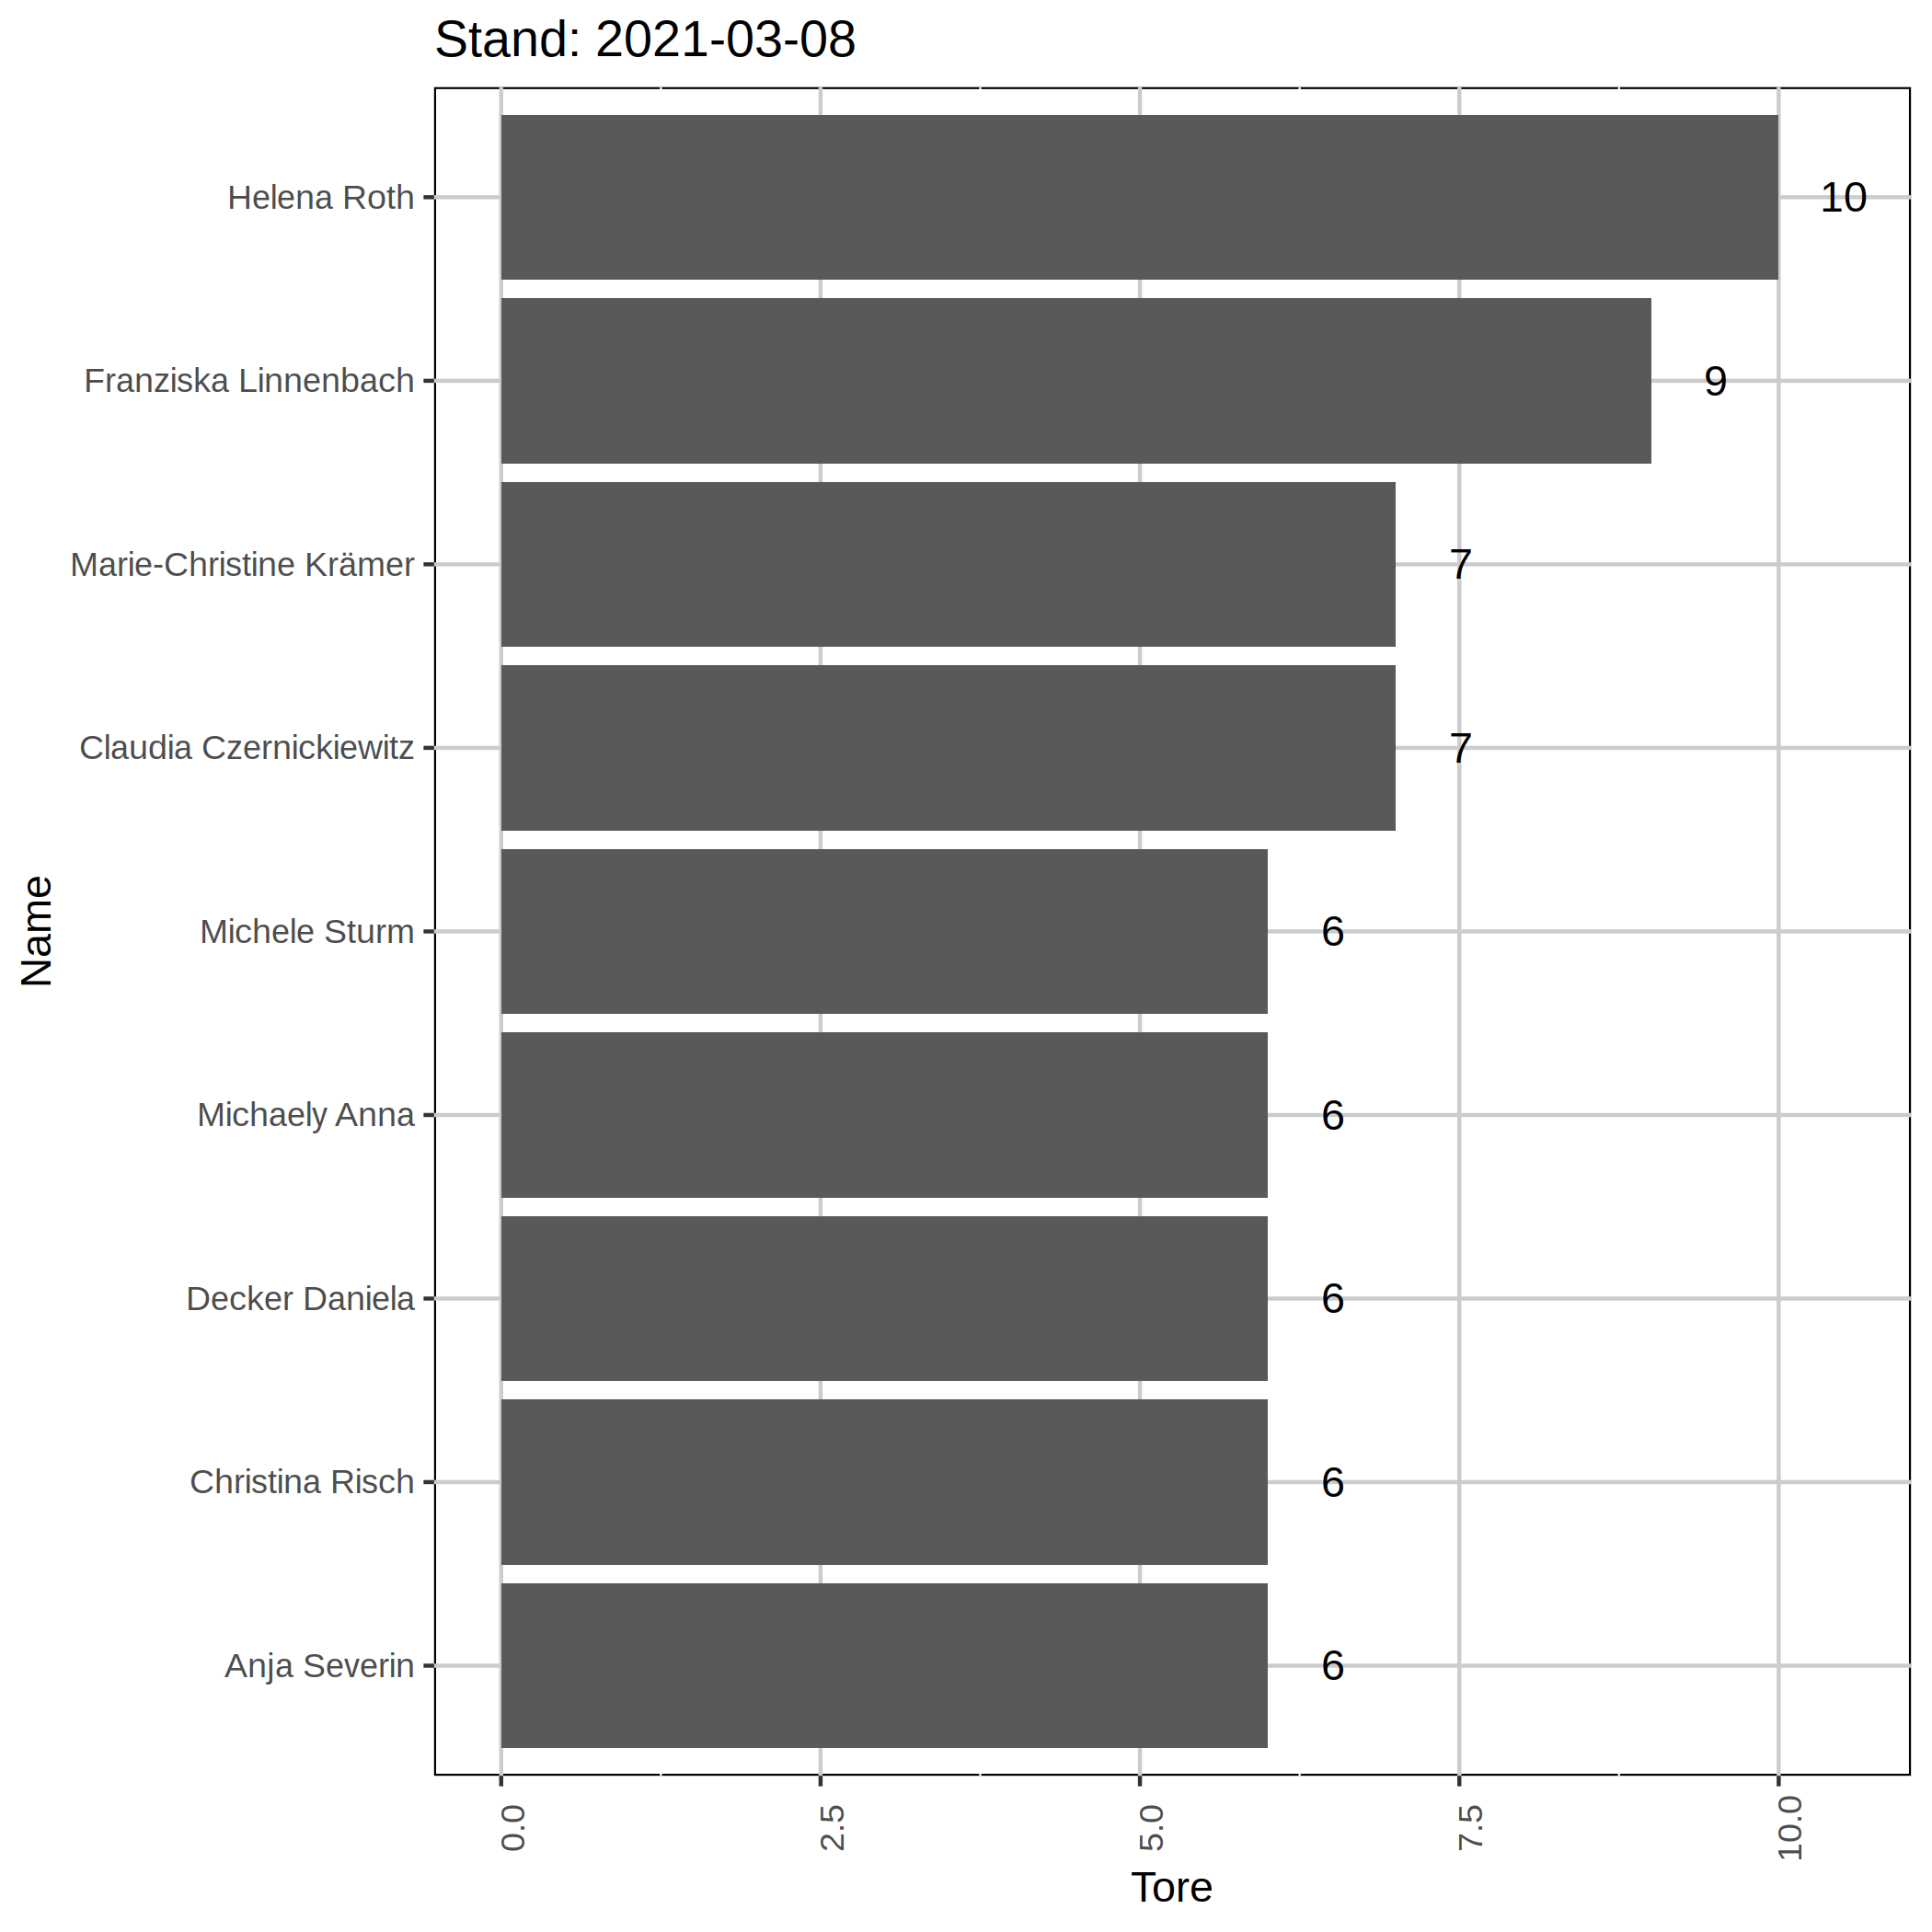 Stand: 2021-03-08
Helena Roth 10
Franziska Linnenbach 9
Marie-Christine Krämer 7
Claudia Czernickiewitz 7
Michele Sturm 6
Michaely Anna 6
Decker Daniela 6
Christina Risch 6
Anja Severin 6
Name
0.0 2.5 5.0 7.5 10.0
Tore